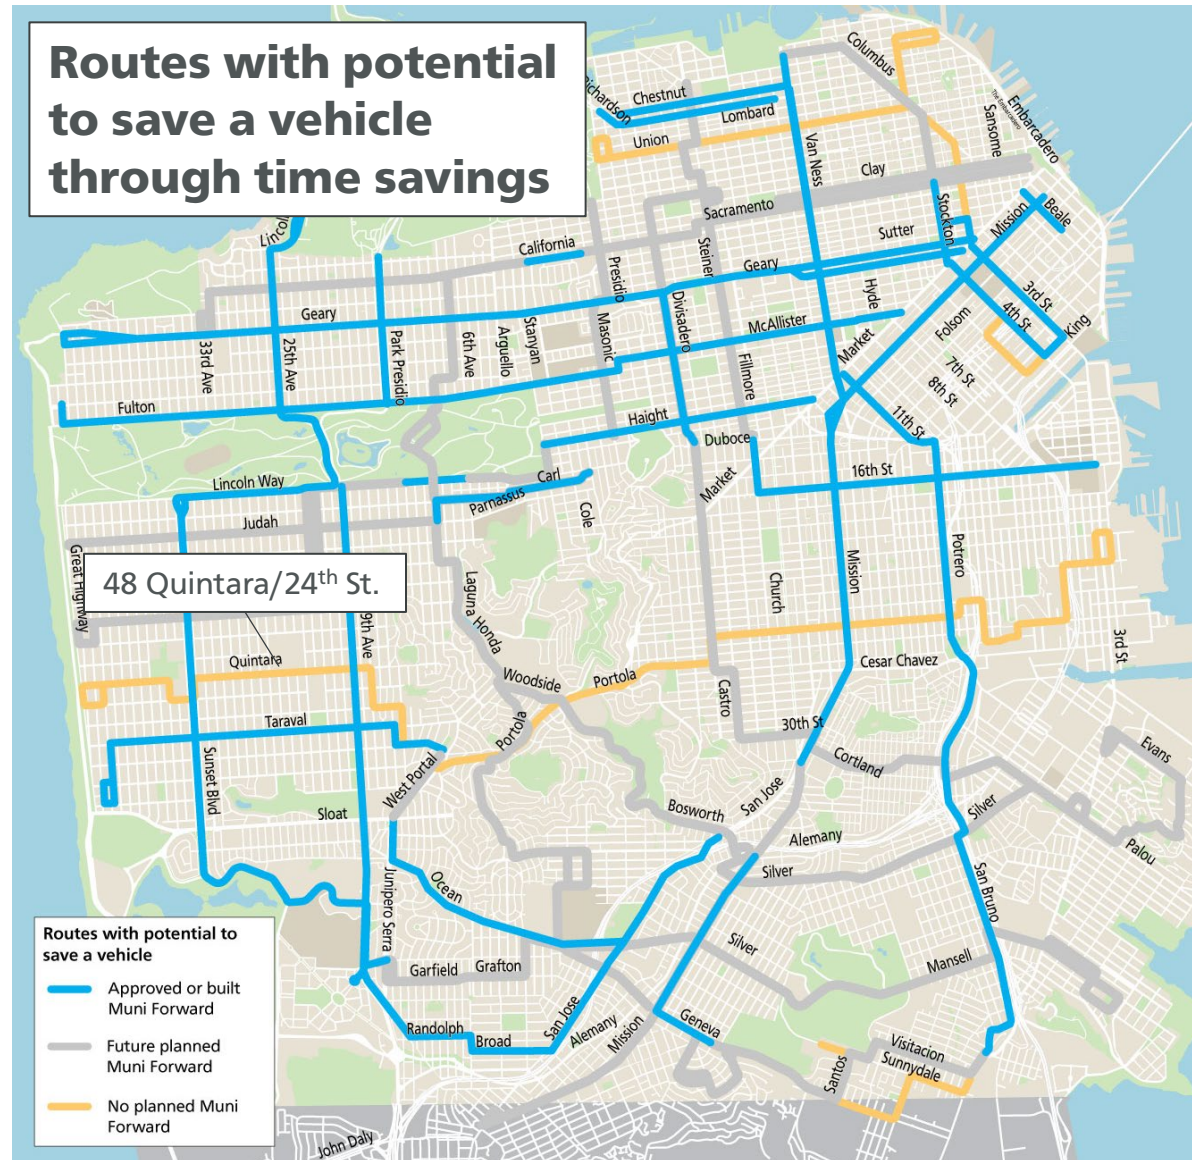 Routes with potential
to save a vehicle
through time savings
Columbus
Richardson
Chestnut
Lombard
Union
Van Ness
Sansome
The Embarcadero
Embarcadero
Clay
Sacramento
Stockton
Mission
Beale
Lincoln
California
Presidio
Steiner
Sutter
Geary
Hyde
3rd St
4th St
King
Geary
33rd Ave
25th Ave
Park Presidio
6th Ave
Arguello
Stanyan
Masonic
Divisadero
McAllister
Fillmore
Market
Folsom
7th St
8th St
11th St
Fulton
Haight
Duboce
Market
16th St
Lincoln Way
Carl
Parnassus
Cole
Judah
Great Highway
48 Quintara/24th St.
9th Ave
Laguna Honda
Church
Mission
Potrero
3rd St
Quintara
Woodside
Portola
Cesar Chavez
Castro
Taraval
Portola
30th St
Sunset Blvd
West Portal
Cortland
Evans
San Jose
Sloat
Bosworth
Alemany
Silver
Palou
Silver
Ocean
Junipero Serra
San Bruno
Silver
Mansell
Garfield
Grafton
San Jose
Randolph
Broad
Alemany
Mission
Geneva
Visitacion
Sunnydale
Santos
John Daly
Routes with potential to
save a vehicle
Approved or built
Muni Forward
Future planned
Muni Forward
No planned Muni
Forward